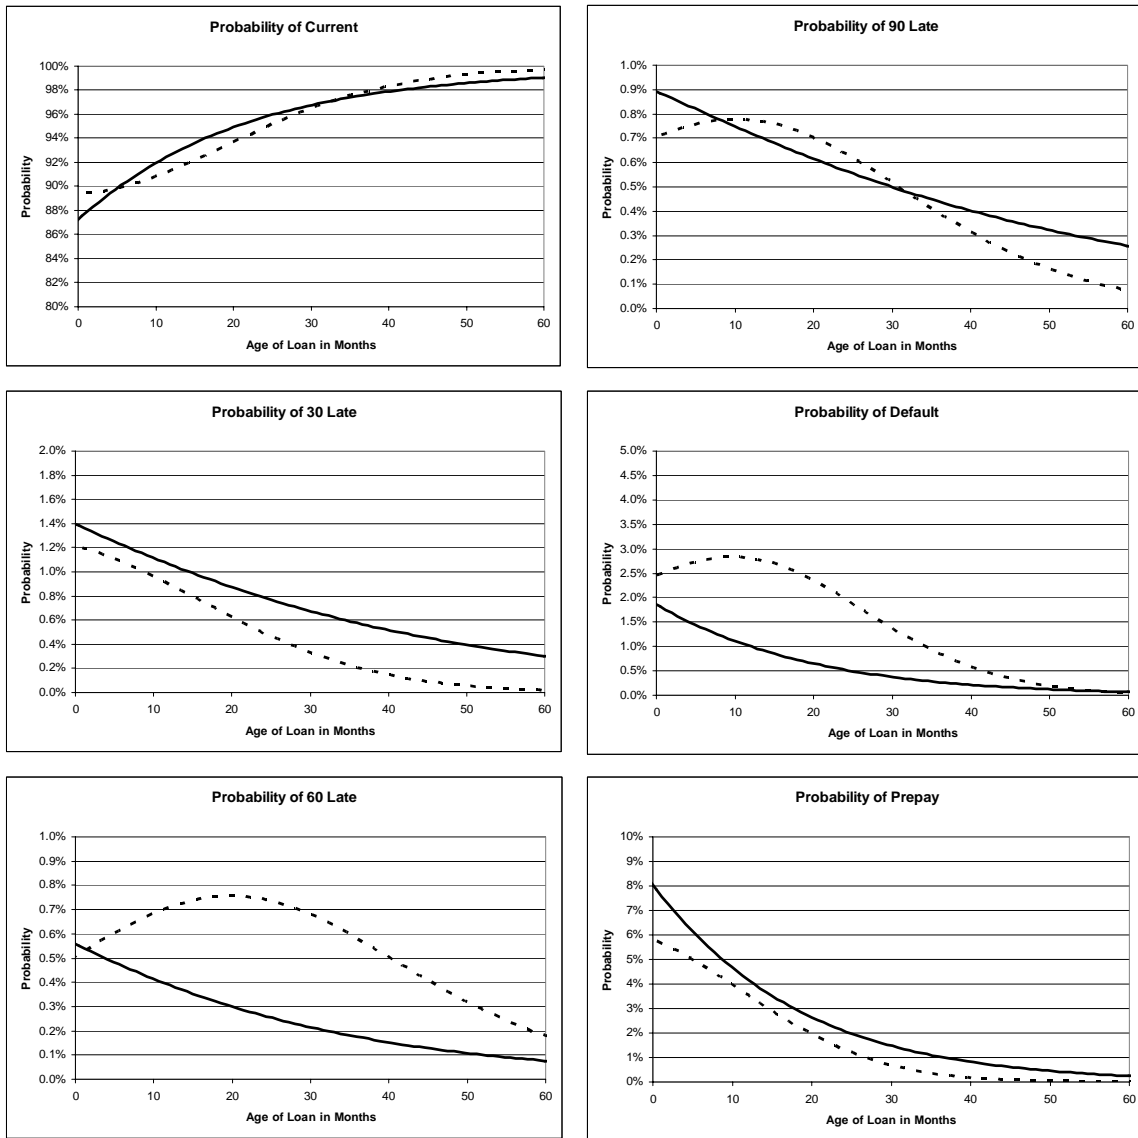 Probability of Current
100%
98%
96%
94%
92%
90%
88%
86%
84%
82%
80%
Probability
0 10 20 30 40 50 60
Age of Loan in Months
Probability of 90 Late
1.0%
0.9%
0.8%
0.7%
0.6%
0.5%
0.4%
0.3%
0.2%
0.1%
0.0%
Probability
0 10 20 30 40 50 60
Age of Loan in Months
Probability of 30 Late
2.0%
1.8%
1.6%
1.4%
1.2%
1.0%
0.8%
0.6%
0.4%
0.2%
0.0%
Probability
0 10 20 30 40 50 60
Age of Loan in Months
Probability of Default
5.0%
4.5%
4.0%
3.5%
3.0%
2.5%
2.0%
1.5%
1.0%
0.5%
0.0%
Probability
0 10 20 30 40 50 60
Age of Loan in Months
Probability of 60 Late
1.0%
0.9%
0.8%
0.7%
0.6%
0.5%
0.4%
0.3%
0.2%
0.1%
0.0%
Probability
0 10 20 30 40 50 60
Age of Loan in Months
Probability of Prepay
10%
9%
8%
7%
6%
5%
4%
3%
2%
1%
0%
Probability
0 10 20 30 40 50 60
Age of Loan in Months